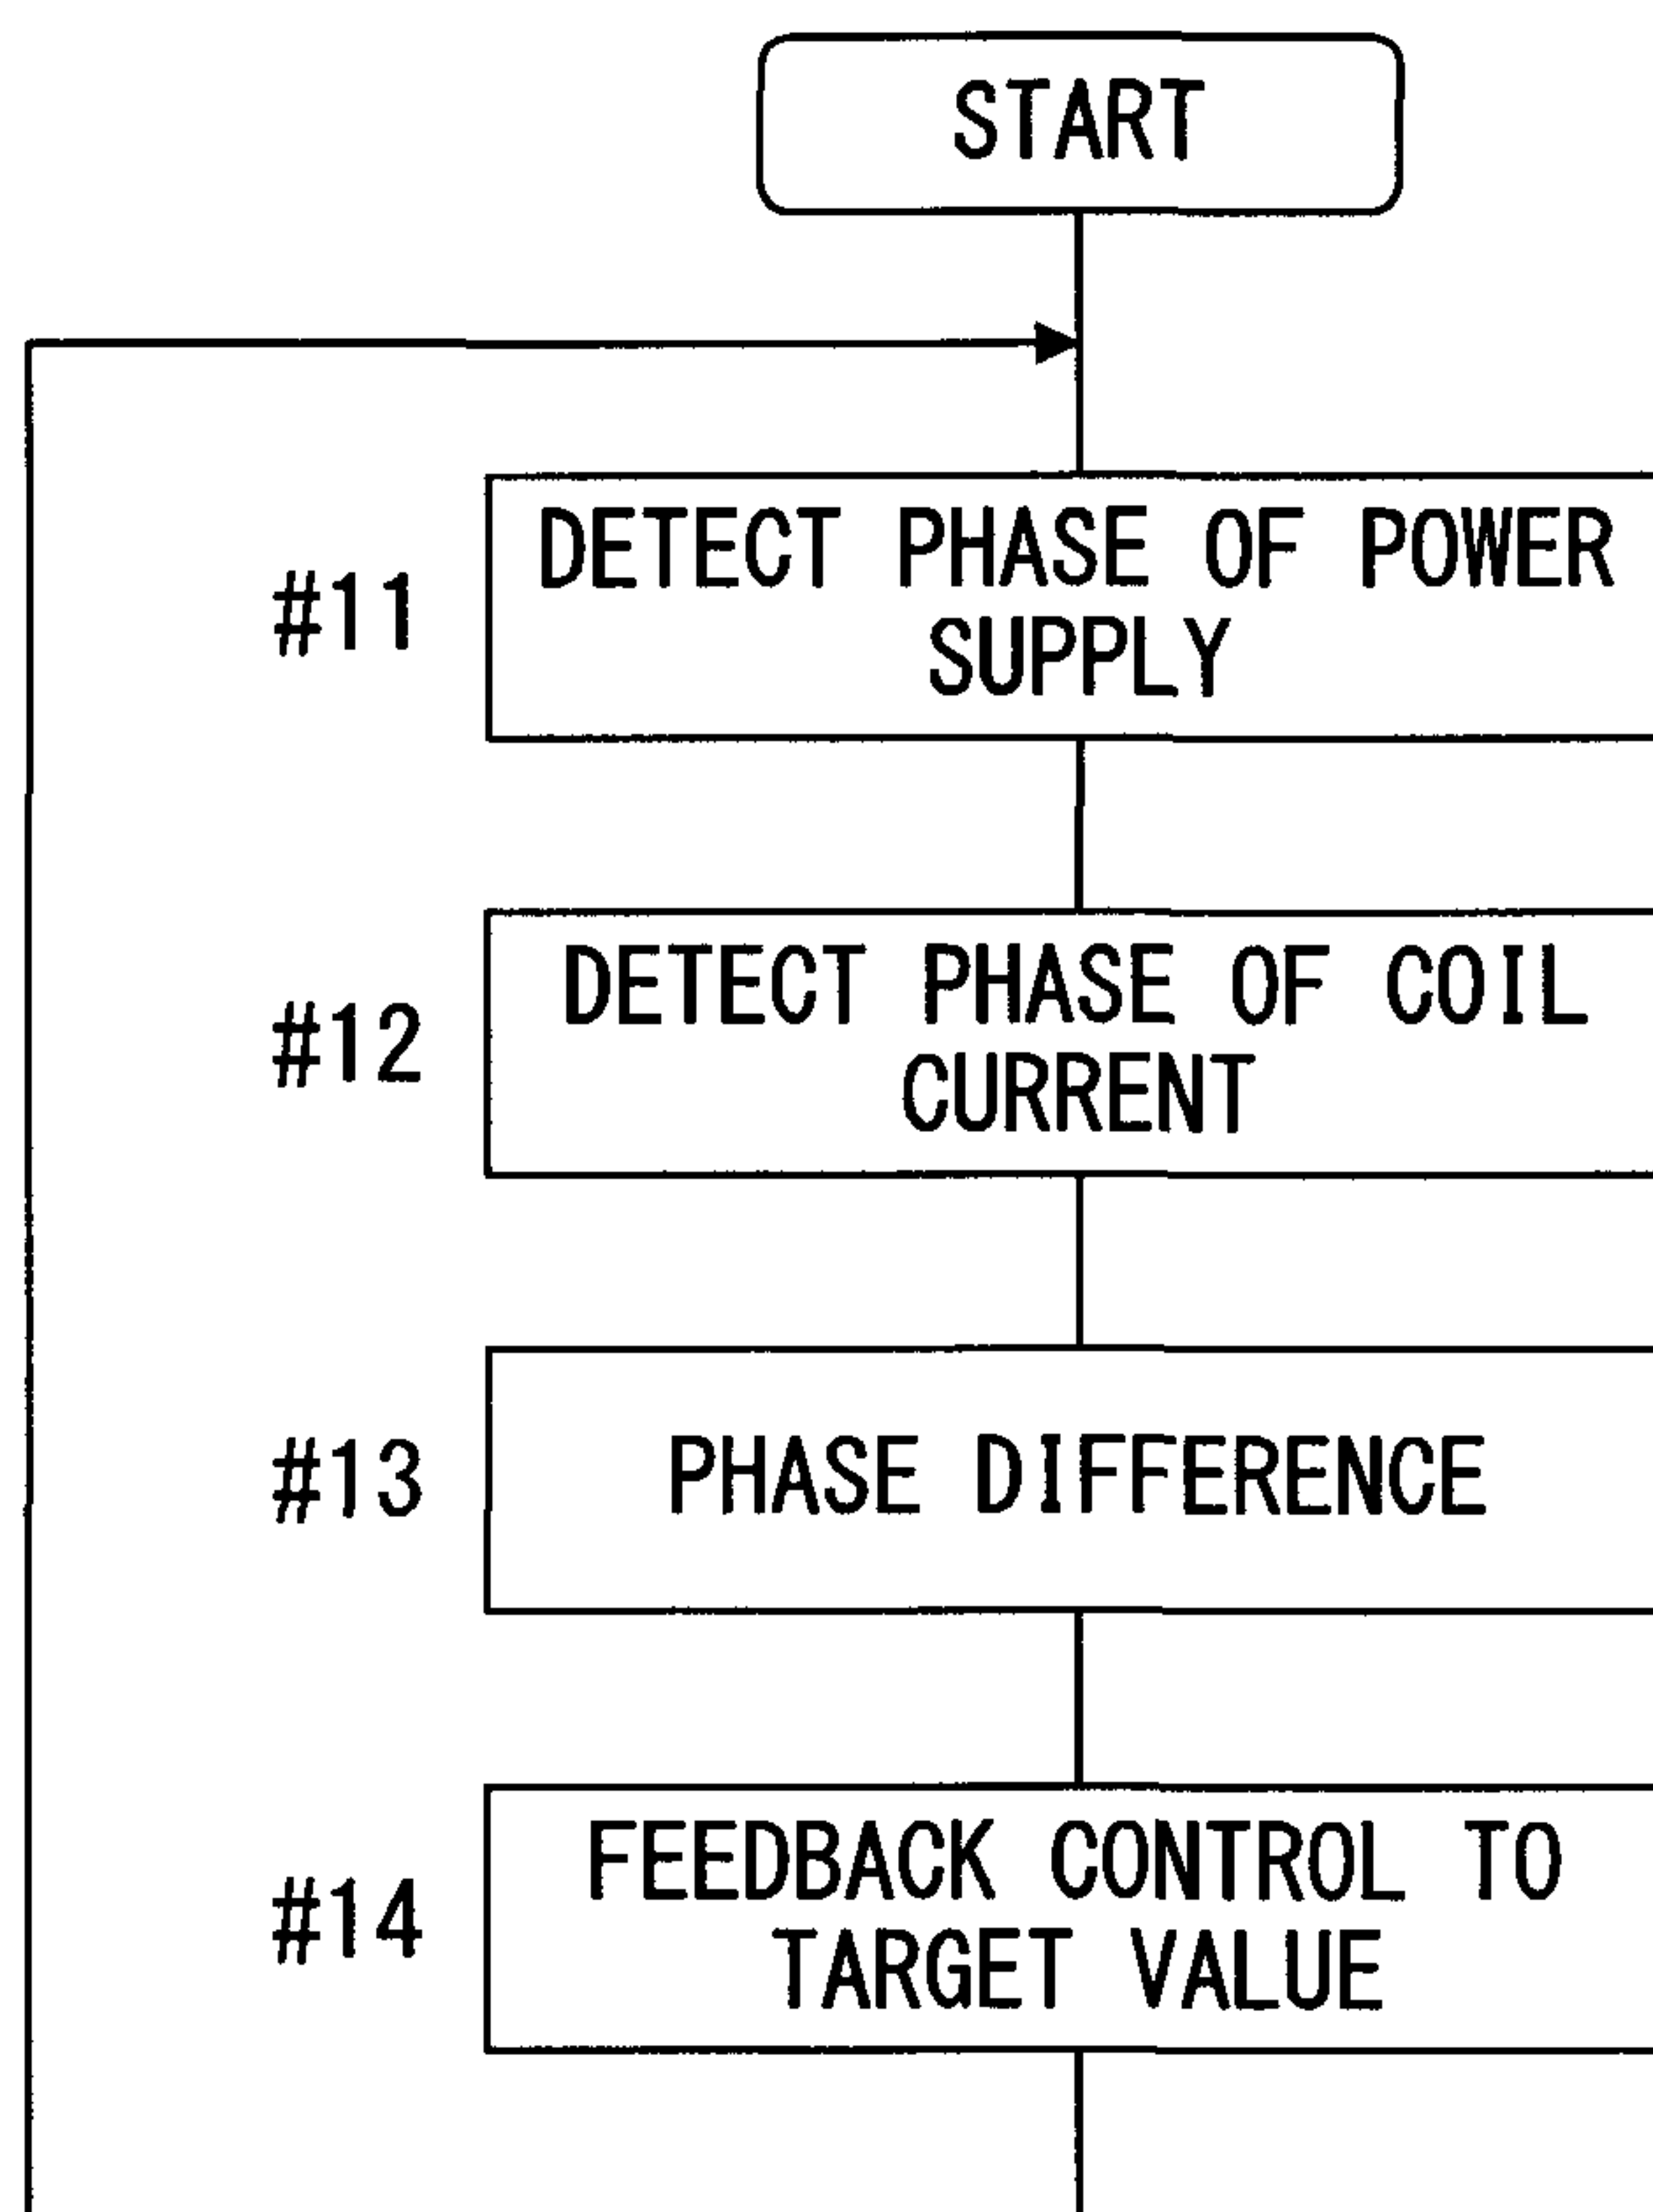 START
#11
DETECT PHASE OF POWER
SUPPLY
#12
DETECT PHASE OF COIL
CURRENT
#13
PHASE DIFFERENCE
#14
FEEDBACK CONTROL TO
TARGET VALUE